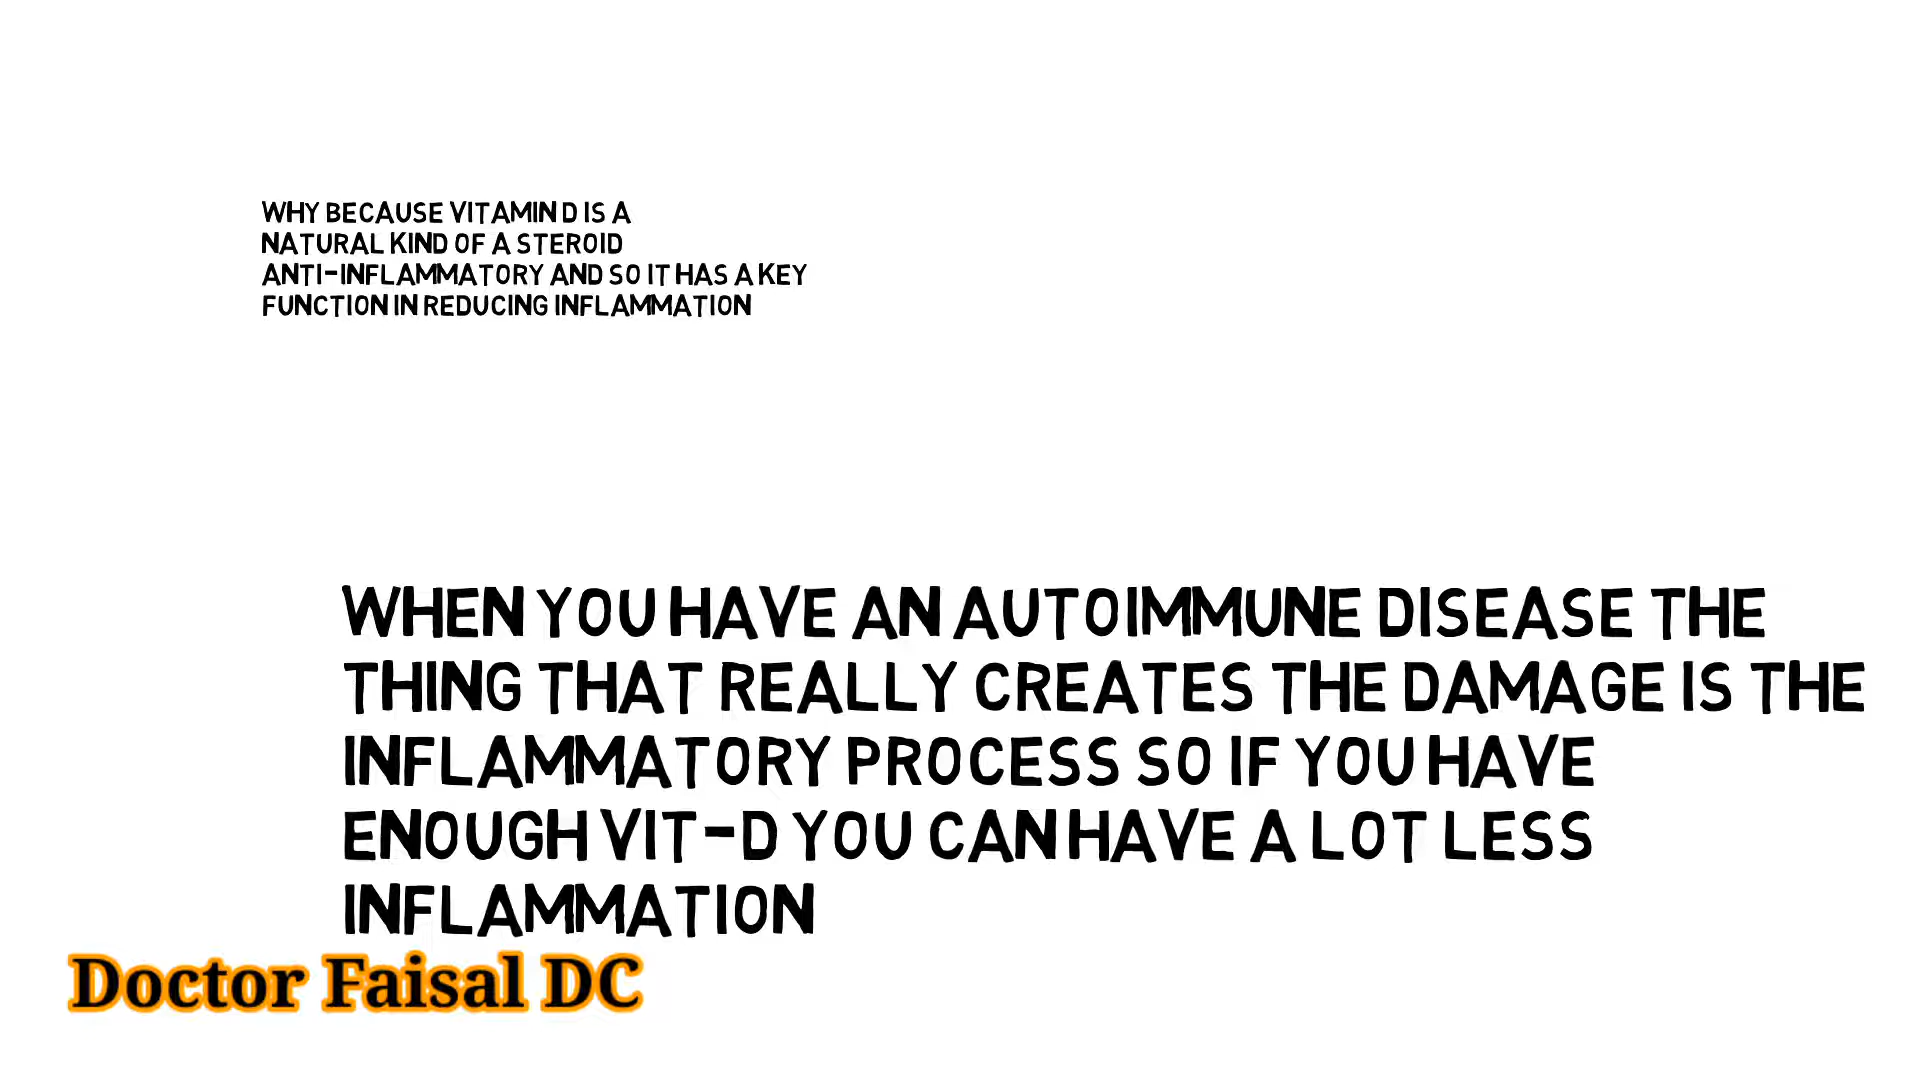 WHY BECAUSE VITAMIN D IS A
NATURAL KIND OF A STEROID
ANTI-INFLAMMATORY AND SO IT HAS A KEY
FUNCTION IN REDUCING INFLAMMATION
WHEN YOU HAVE AN AUTOIMMUNE DISEASE THE
THING THAT REALLY CREATES THE DAMAGE IS THE
INFLAMMATORY PROCESS SO IF YOU HAVE
ENOUGH VIT-D YOU CAN HAVE A LOT LESS
INFLAMMATION
Doctor Faisal DC